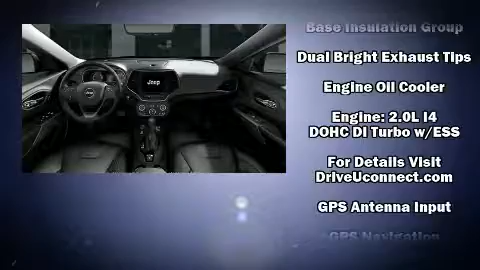 Base Insulation Group
Dual Bright Exhaust Tips
Engine Oil Cooler
Engine: 2.0L I4
DOHC DI Turbo w/ESS
For Details Visit
DriveUconnect.com
GPS Antenna Input
GPS Navigation
Jeep